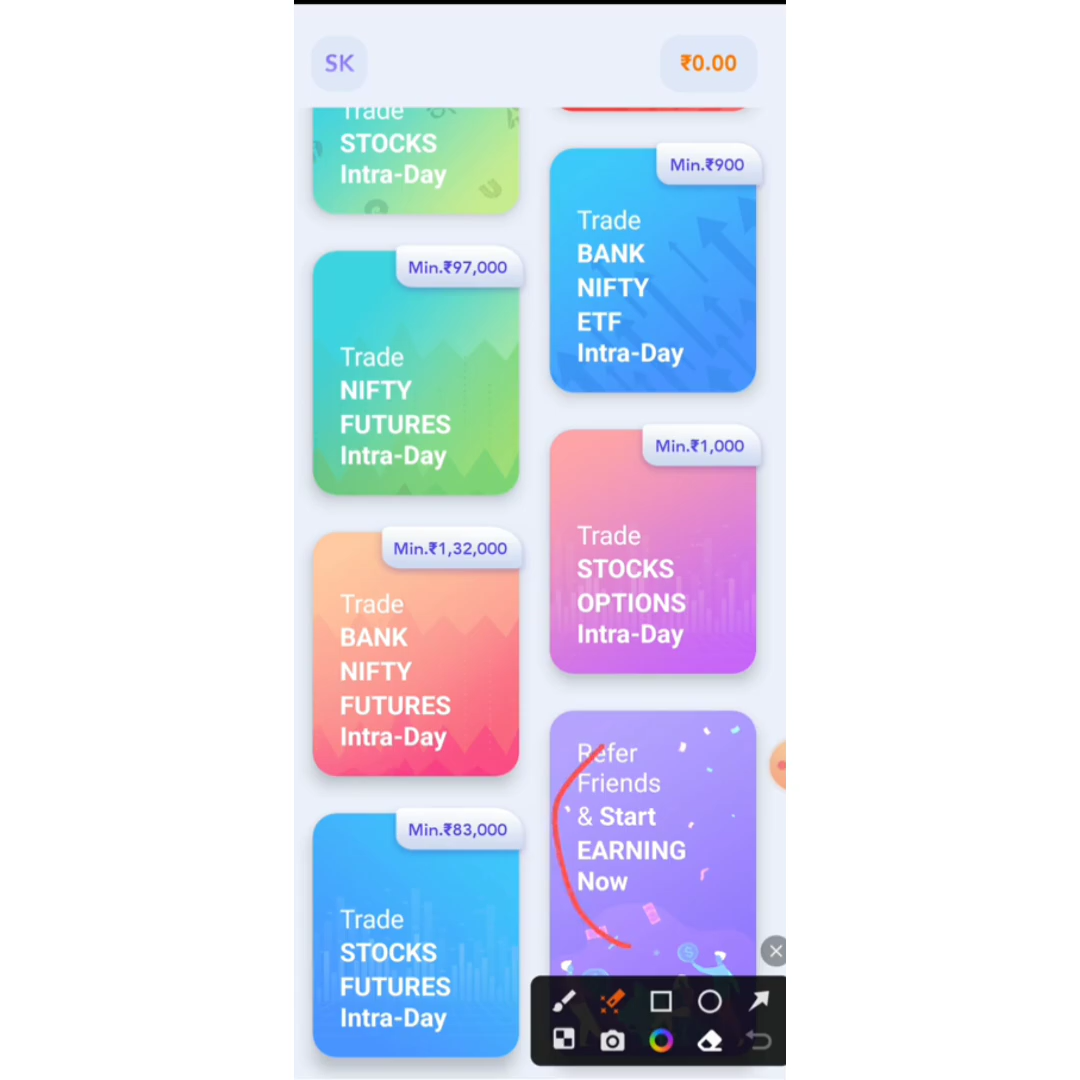 SK
₹0.00
Trade
STOCKS
Intra-Day
Min.₹97,000
Trade
NIFTY
FUTURES
Intra-Day
Min.₹1,32,000
Trade
BANK
NIFTY
FUTURES
Intra-Day
Min.₹83,000
Trade
STOCKS
FUTURES
Intra-Day
Min.₹900
Trade
BANK
NIFTY
ETF
Intra-Day
Min.₹1,000
Trade
STOCKS
OPTIONS
Intra-Day
Refer
Friends
& Start
EARNING
Now